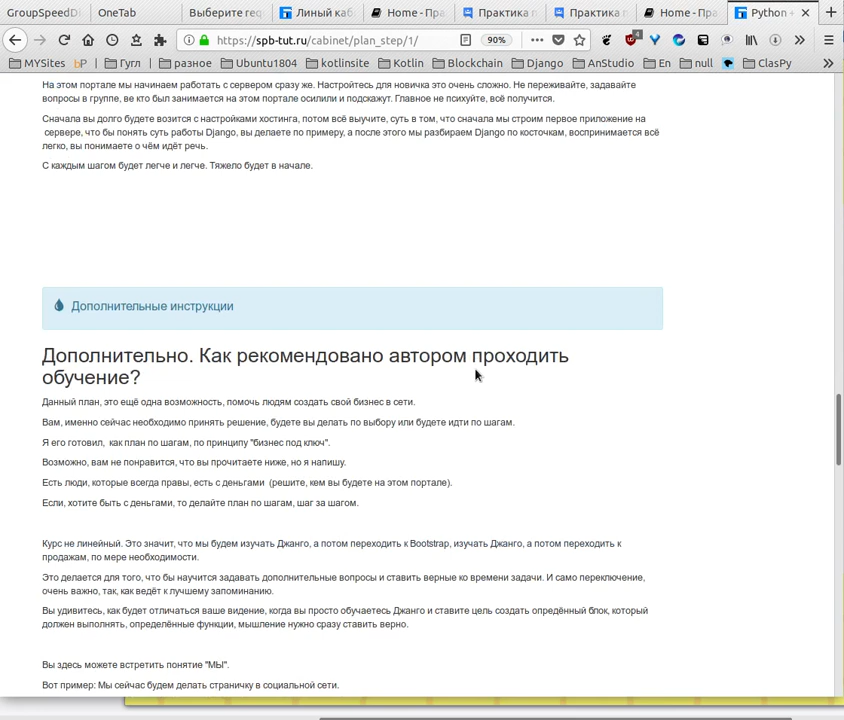 GroupSpeedDi
OneTab
Выберите req
Линый каб
Home - Пра
Практика п
Практика п
Home - Пра
Python +
https://spb-tut.ru/cabinet/plan_step/1/
90%
4
MYSites
bP
Гугл
разное
Ubuntu1804
kotlinsite
Kotlin
Blockchain
Django
AnStudio
En
null
ClasPy
На этом портале мы начинаем работать с сервером сразу же. Настройтесь для новичка это очень сложно. Не переживайте, задавайте
вопросы в группе, ве кто был занимается на этом портале осилили и подскажут. Главное не психуйте, всё получится.
Сначала вы долго будете возится с настройками хостинга, потом всё выучите, суть в том, что сначала мы строим первое приложение на
сервере, что бы понять суть работы Django, вы делаете по примеру, а после этого мы разбираем Django по косточкам, воспринимается всё
легко, вы понимаете о чём идёт речь.
С каждым шагом будет легче и легче. Тяжело будет в начале.
Дополнительные инструкции
Дополнительно. Как рекомендовано автором проходить
обучение?
Данный план, это ещё одна возможность, помочь людям создать свой бизнес в сети.
Вам, именно сейчас необходимо принять решение, будете вы делать по выбору или будете идти по шагам.
Я его готовил, как план по шагам, по принципу "бизнес под ключ".
Возможно, вам не понравится, что вы прочитаете ниже, но я напишу.
Есть люди, которые всегда правы, есть с деньгами (решите, кем вы будете на этом портале).
Если, хотите быть с деньгами, то делайте план по шагам, шаг за шагом.
Курс не линейный. Это значит, что мы будем изучать Джанго, а потом переходить к Bootstrap, изучать Джанго, а потом переходить к
продажам, по мере необходимости.
Это делается для того, что бы научится задавать дополнительные вопросы и ставить верные ко времени задачи. И само переключение,
очень важно, так, как ведёт к лучшему запоминанию.
Вы удивитесь, как будет отличаться ваше видение, когда вы просто обучаетесь Джанго и ставите цель создать опредённый блок, который
должен выполнять, определённые функции, мышление нужно сразу ставить верно.
Вы здесь можете встретить понятие "МЫ".
Вот пример: Мы сейчас будем делать страничку в социальной сети.